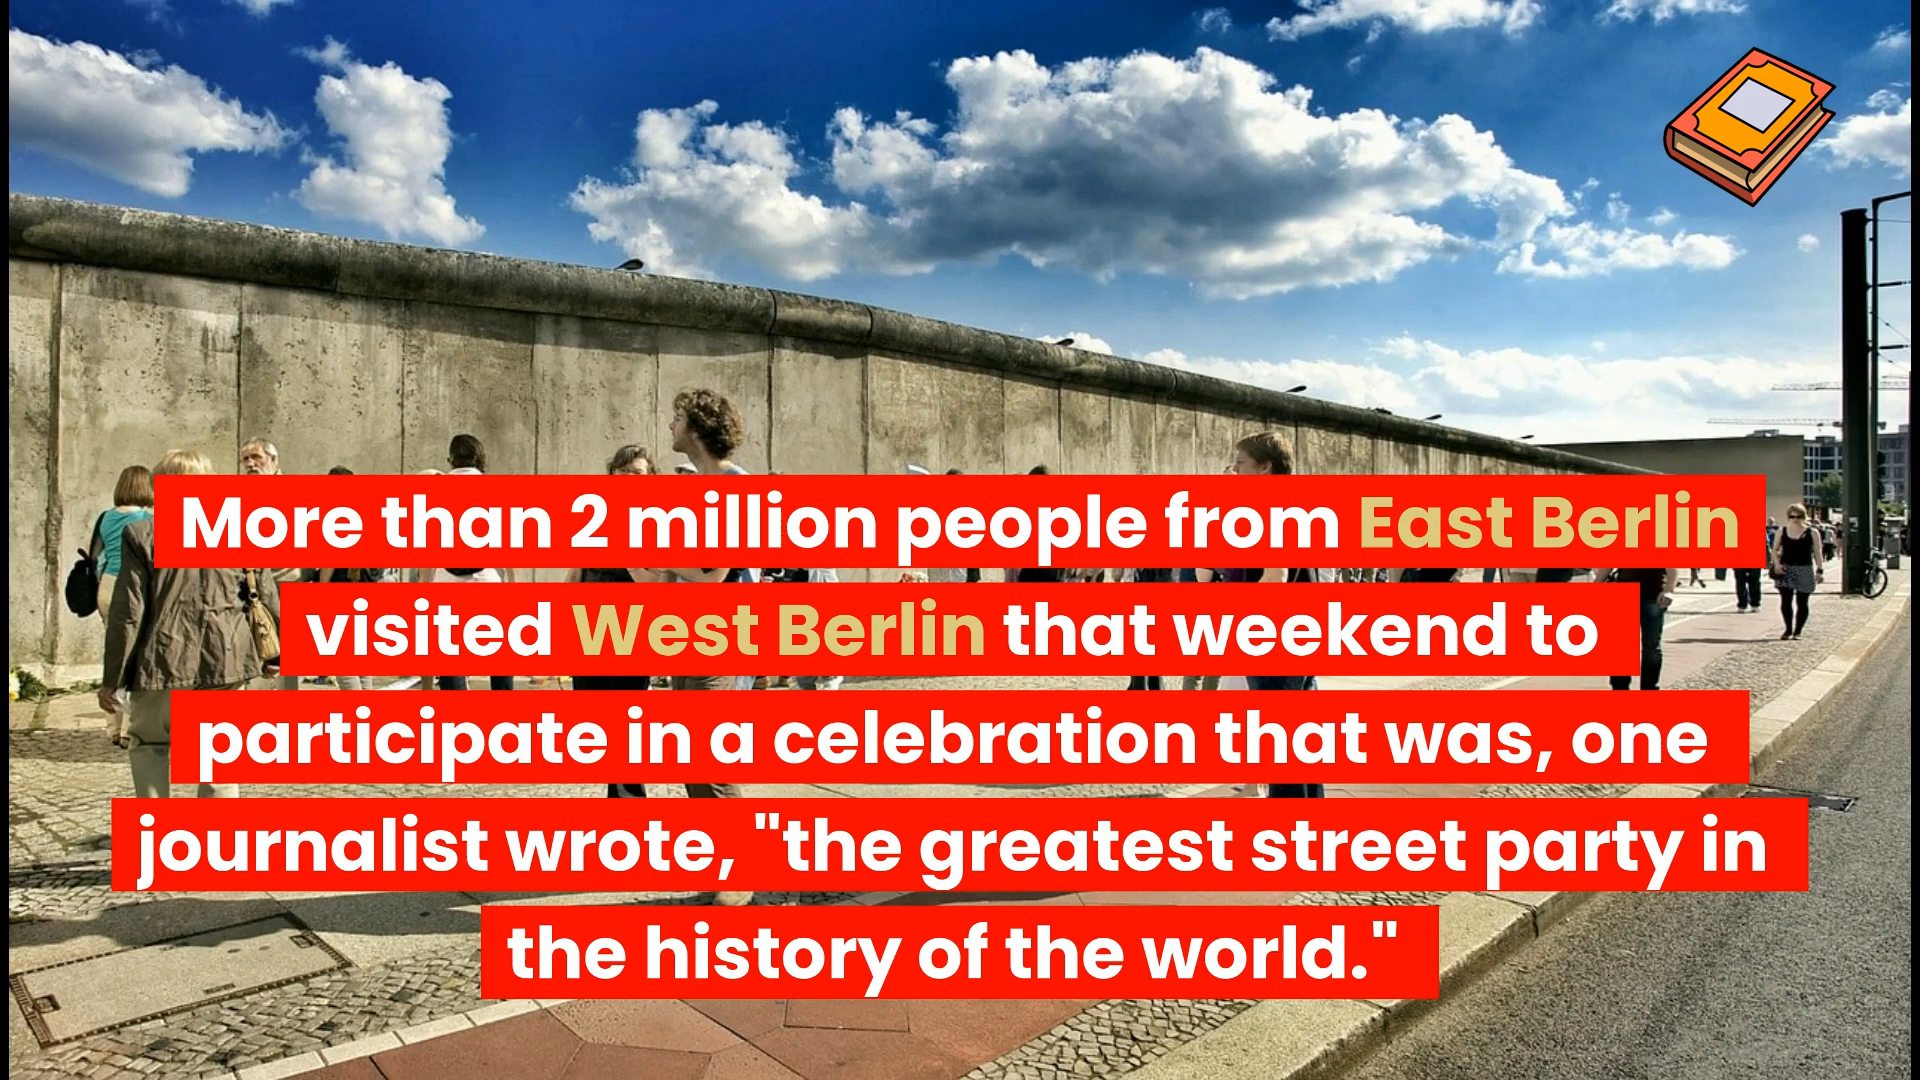 More than 2 million people from East Berlin
visited West Berlin that weekend to
participate in a celebration that was, one
journalist wrote, "the greatest street party in
the history of the world."